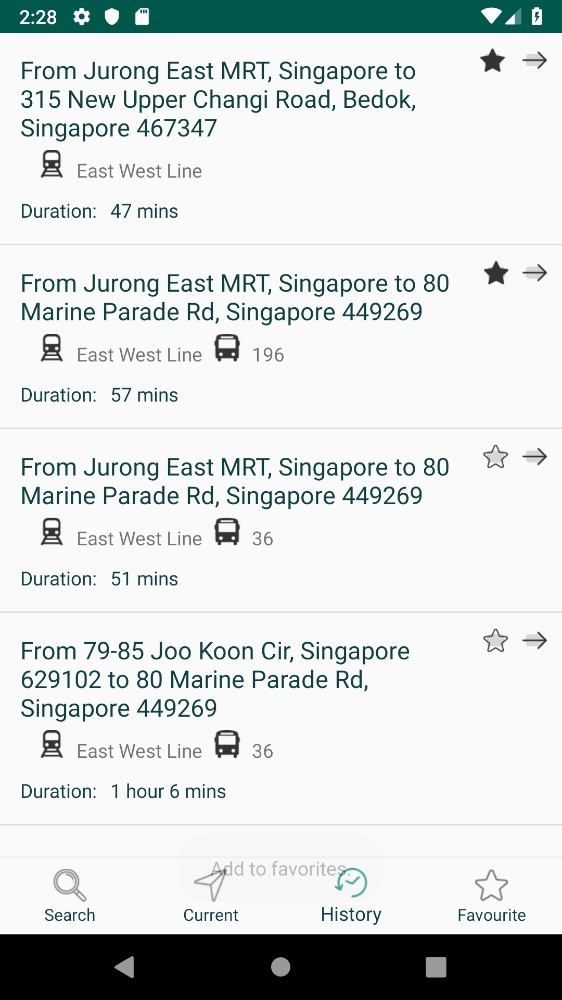 2:28
From Jurong East MRT, Singapore to
315 New Upper Changi Road, Bedok,
Singapore 467347
East West Line
Duration: 47 mins
From Jurong East MRT, Singapore to 80
Marine Parade Rd, Singapore 449269
East West Line 196
Duration: 57 mins
From Jurong East MRT, Singapore to 80
Marine Parade Rd, Singapore 449269
East West Line 36
Duration: 51 mins
From 79-85 Joo Koon Cir, Singapore
629102 to 80 Marine Parade Rd,
Singapore 449269
East West Line 36
Duration: 1 hour 6 mins
Add to favorites.
Search Current History Favourite